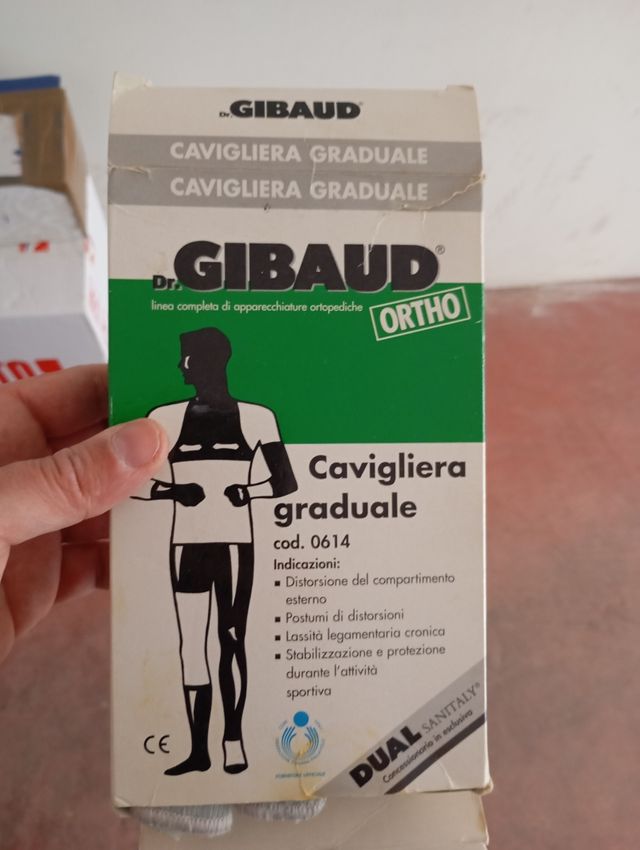 Dr. GIBAUD®
CAVIGLIERA GRADUALE
CAVIGLIERA GRADUALE
Dr. GIBAUD®
linea completa di apparecchiature ortopediche
ORTHO
Cavigliera
graduale
cod. 0614
Indicazioni:
▪ Distorsione del compartimento
esterno
▪ Postumi di distorsioni
▪ Lassità legamentaria cronica
▪ Stabilizzazione e protezione
durante l'attività
sportiva
DUAL SANITALY®
Concessionario in esclusiva
CE
FORNITORE UFFICIALE